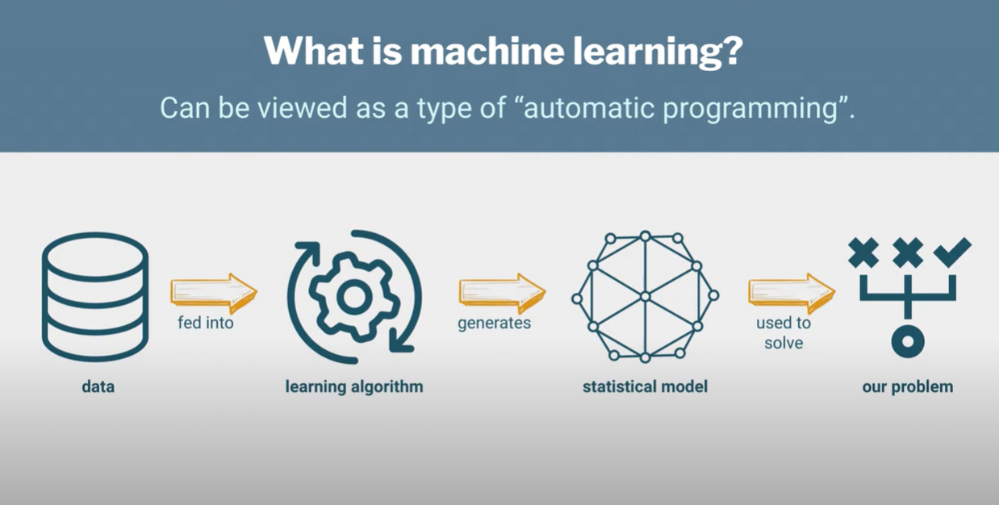 What is machine learning?
Can be viewed as a type of “automatic programming”.
fed into
generates
used to
solve
data
learning algorithm
statistical model
our problem